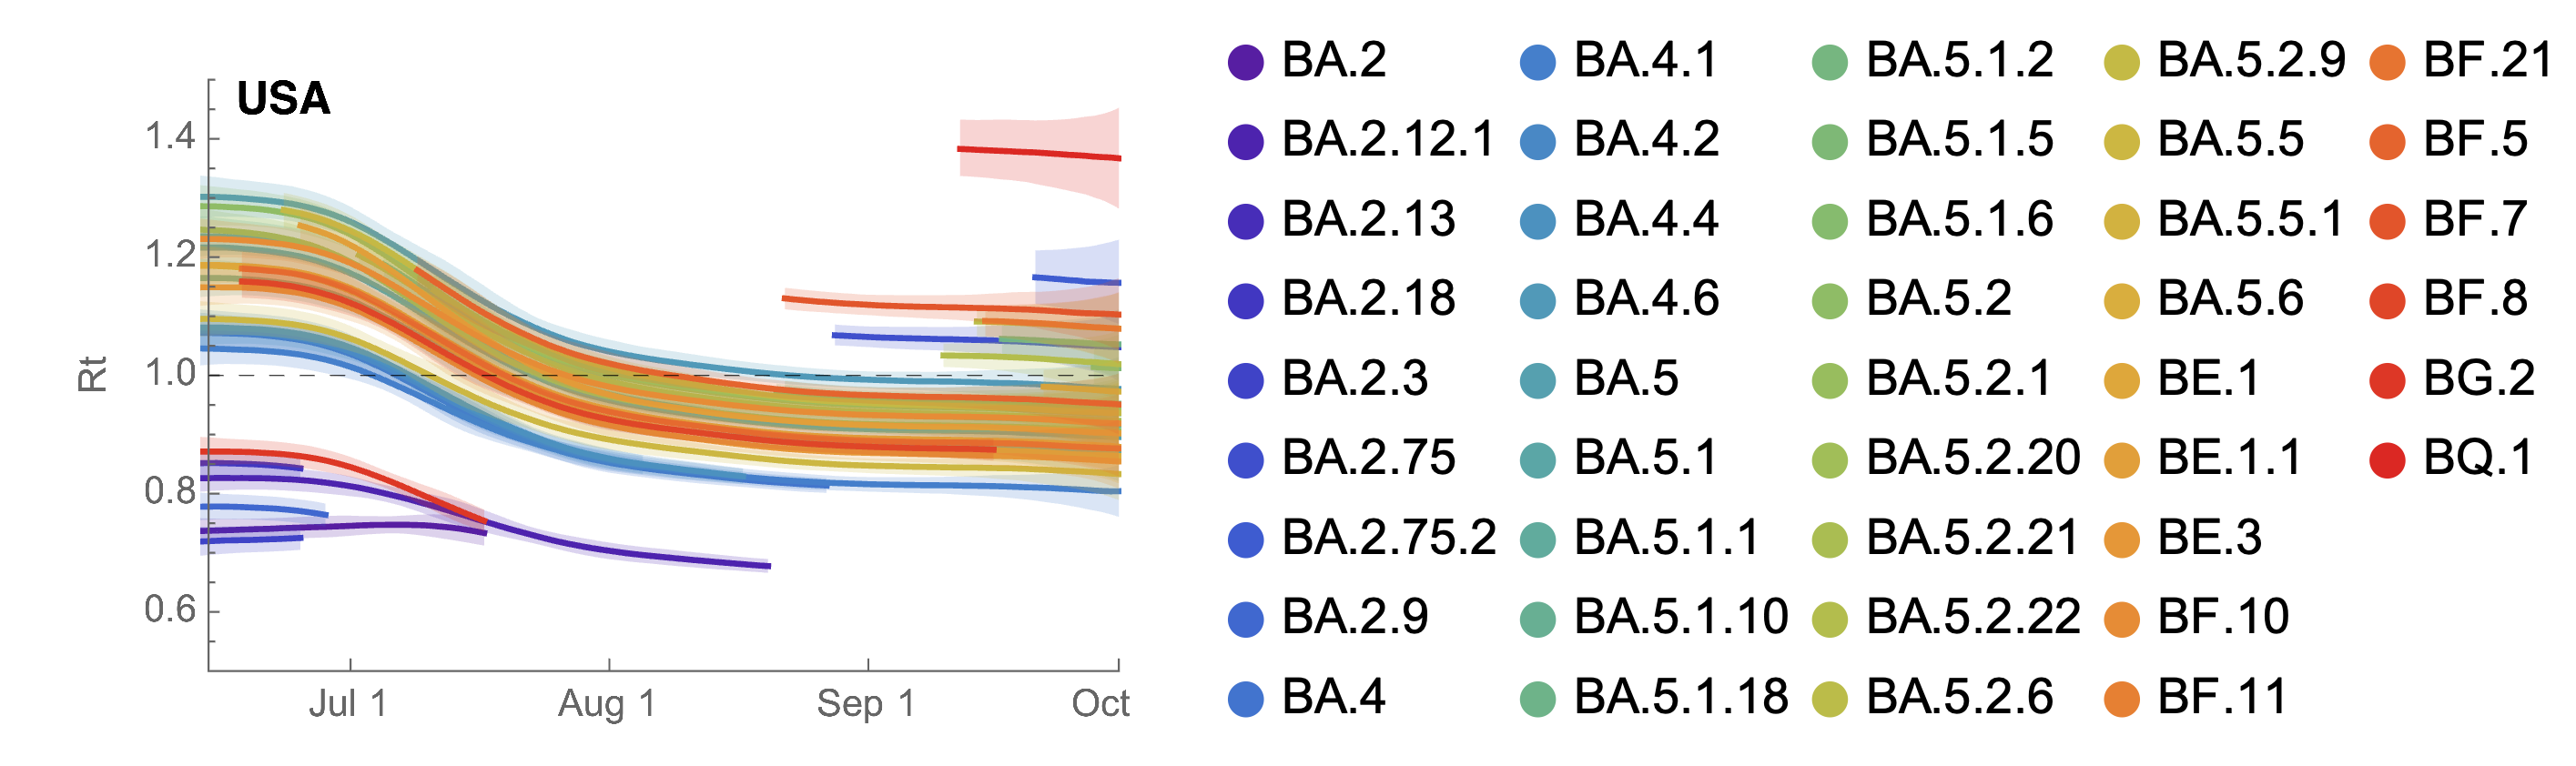 USA
1.4
1.2
1.0
0.8
0.6
Rt
Jul 1 Aug 1 Sep 1 Oct
BA.2 BA.4.1 BA.5.1.2 BA.5.2.9 BF.21
BA.2.12.1 BA.4.2 BA.5.1.5 BA.5.5 BF.5
BA.2.13 BA.4.4 BA.5.1.6 BA.5.5.1 BF.7
BA.2.18 BA.4.6 BA.5.2 BA.5.6 BF.8
BA.2.3 BA.5 BA.5.2.1 BE.1 BG.2
BA.2.75 BA.5.1 BA.5.2.20 BE.1.1 BQ.1
BA.2.75.2 BA.5.1.1 BA.5.2.21 BE.3
BA.2.9 BA.5.1.10 BA.5.2.22 BF.10
BA.4 BA.5.1.18 BA.5.2.6 BF.11